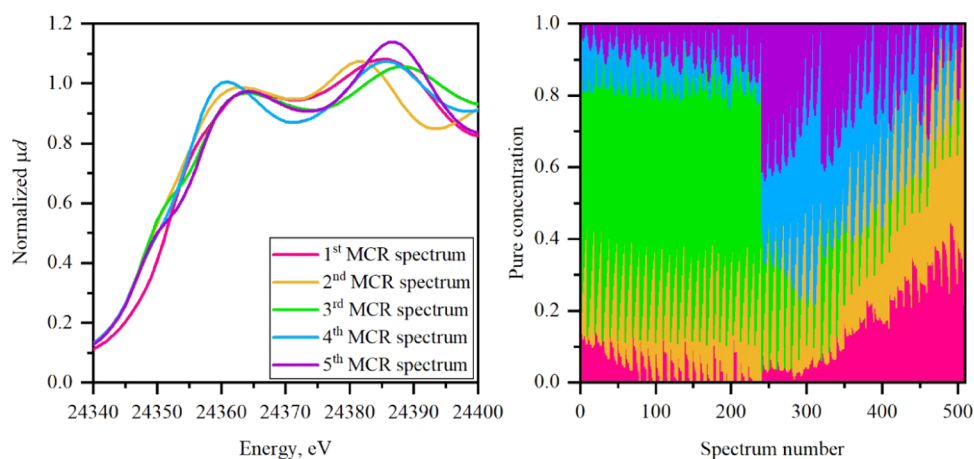 1.2
1.0
0.8
0.6
0.4
0.2
0.0
Normalized μd
1st MCR spectrum
2nd MCR spectrum
3rd MCR spectrum
4th MCR spectrum
5th MCR spectrum
24340 24350 24360 24370 24380 24390 24400
Energy, eV
1.0
0.8
0.6
0.4
0.2
0.0
Pure concentration
0 100 200 300 400 500
Spectrum number